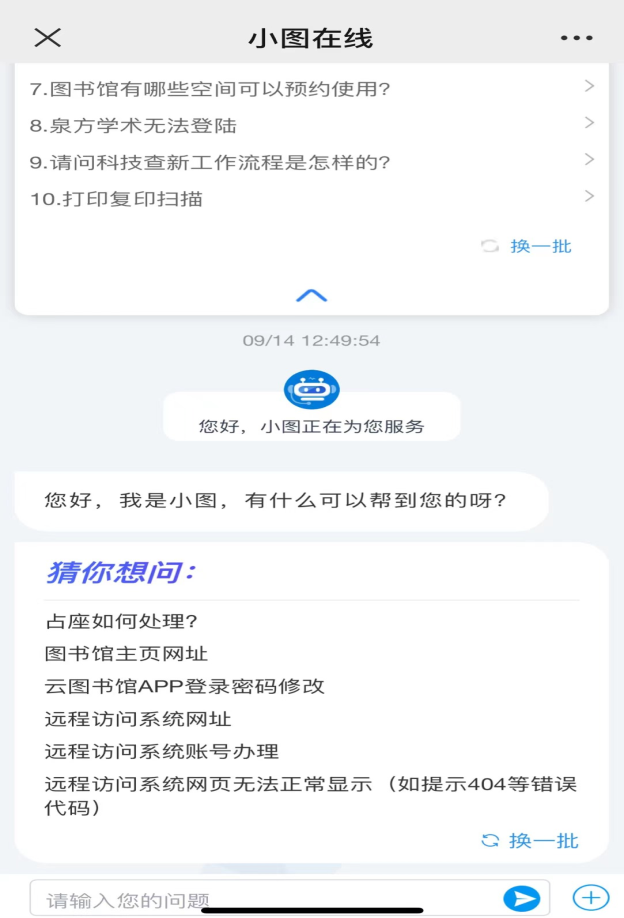 小图在线
7.图书馆有哪些空间可以预约使用?
8.泉方学术无法登陆
9.请问科技查新工作流程是怎样的?
10.打印复印扫描
换一批
09/14 12:49:54
您好，小图正在为您服务
您好，我是小图，有什么可以帮到您的呀?
猜你想问：
占座如何处理?
图书馆主页网址
云图书馆APP登录密码修改
远程访问系统网址
远程访问系统账号办理
远程访问系统网页无法正常显示（如提示404等错误
代码）
换一批
请输入您的问题